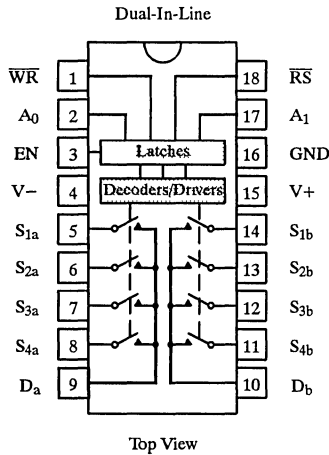 Dual-In-Line
WR 1 18 RS
A0 2 17 A1
EN 3 Latches 16 GND
V− 4 Decoders/Drivers 15 V+
S1a 5 14 S1b
S2a 6 13 S2b
S3a 7 12 S3b
S4a 8 11 S4b
Da 9 10 Db
Top View